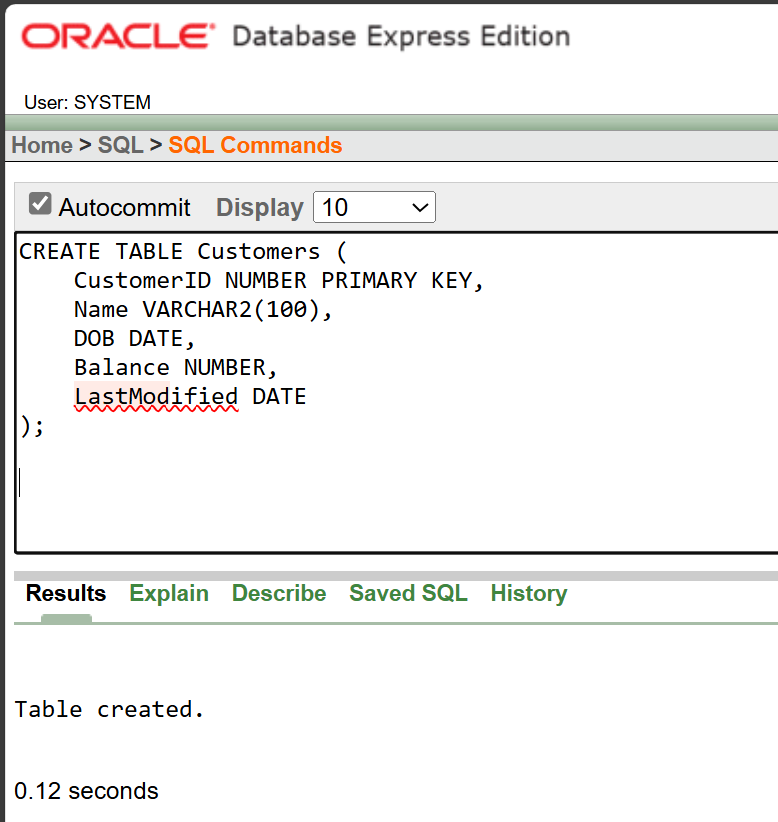 ORACLE® Database Express Edition
User: SYSTEM
Home > SQL > SQL Commands
Autocommit Display 10
CREATE TABLE Customers (
    CustomerID NUMBER PRIMARY KEY,
    Name VARCHAR2(100),
    DOB DATE,
    Balance NUMBER,
    LastModified DATE
);
Results Explain Describe Saved SQL History
Table created.
0.12 seconds